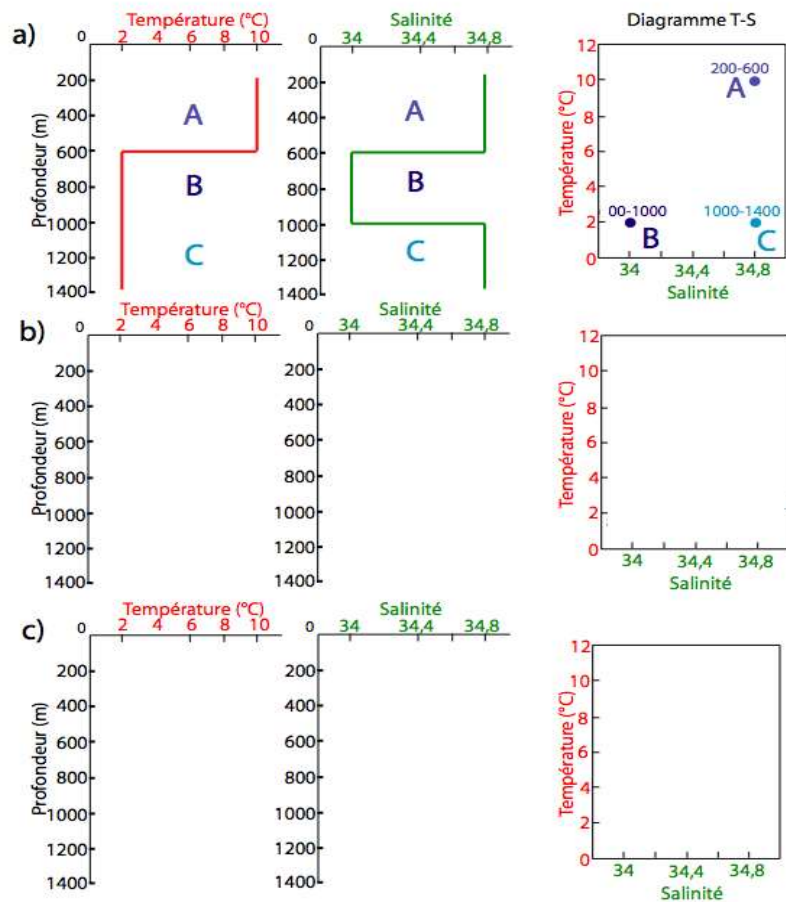 a)
Température (°C)
0 2 4 6 8 10
Profondeur (m)
200
400
600
800
1000
1200
1400
A
B
C
Salinité
0 34 34,4 34,8
200
400
600
800
1000
1200
1400
A
B
C
Diagramme T-S
Température (°C)
12
10
8
6
4
2
0
200-600
A
00-1000
B
1000-1400
C
34 34,4 34,8
Salinité
b)
Température (°C)
0 2 4 6 8 10
Profondeur (m)
200
400
600
800
1000
1200
1400
Salinité
0 34 34,4 34,8
200
400
600
800
1000
1200
1400
Température (°C)
12
10
8
6
4
2
0
34 34,4 34,8
Salinité
c)
Température (°C)
0 2 4 6 8 10
Profondeur (m)
200
400
600
800
1000
1200
1400
Salinité
0 34 34,4 34,8
200
400
600
800
1000
1200
1400
Température (°C)
12
10
8
6
4
2
0
34 34,4 34,8
Salinité